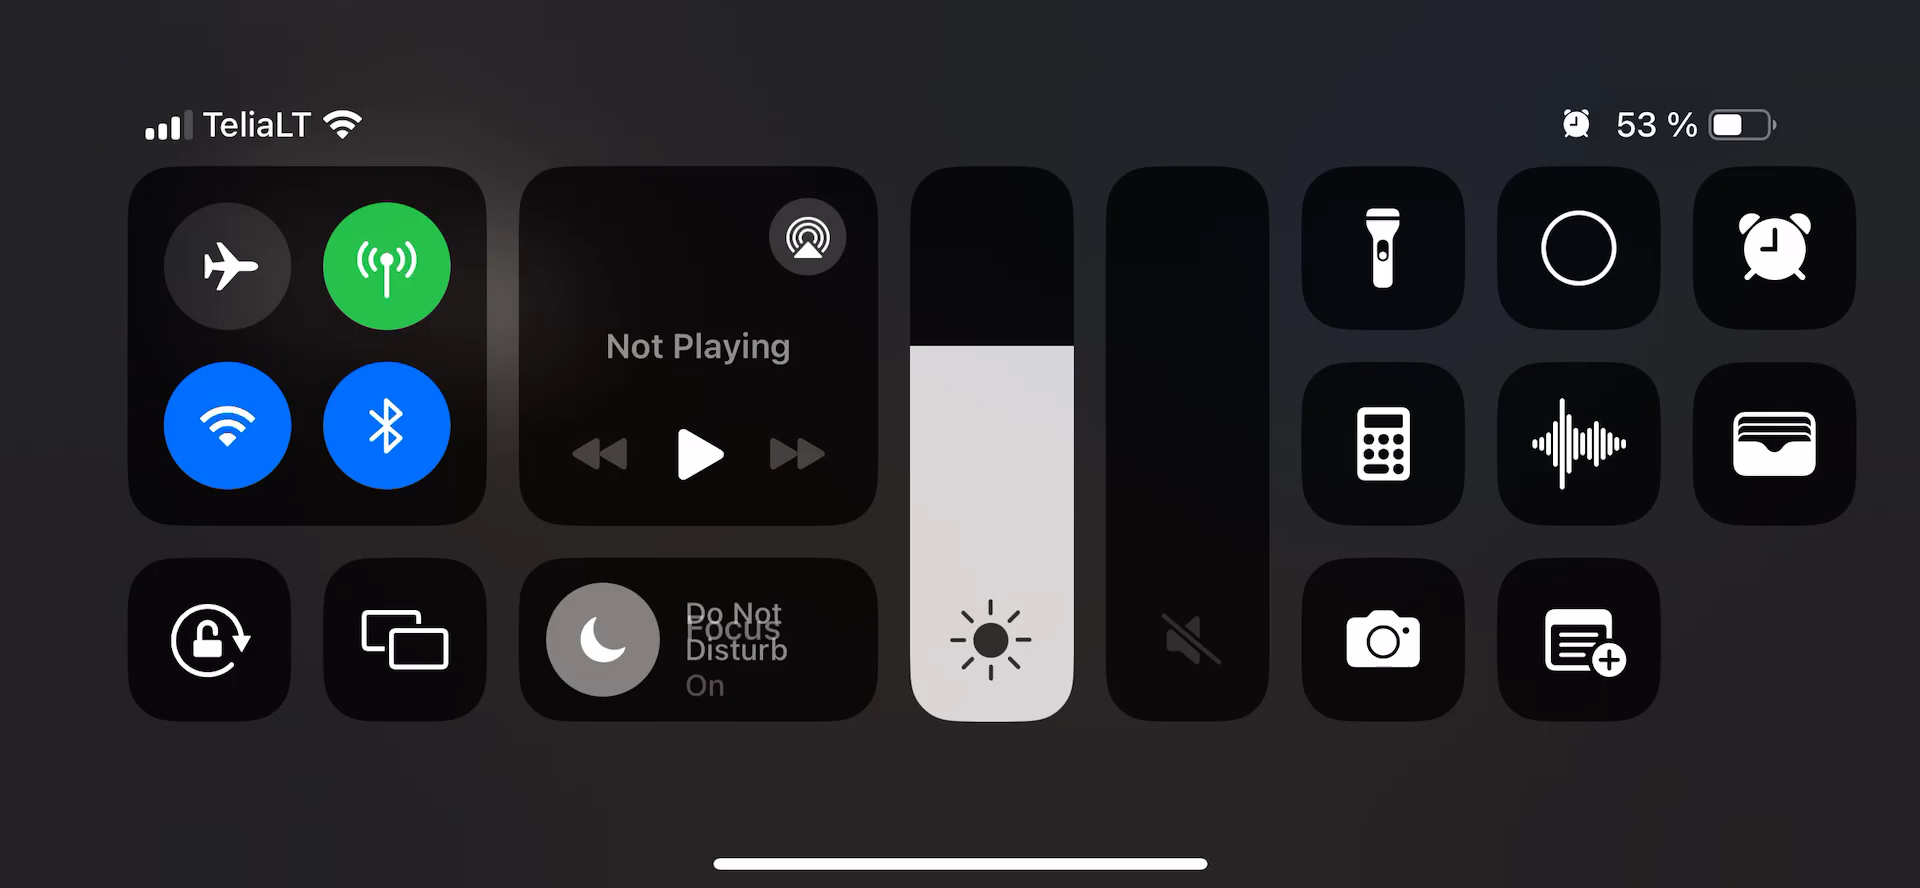 TeliaLT
53 %
Not Playing
Do Not
Focus
Disturb
On